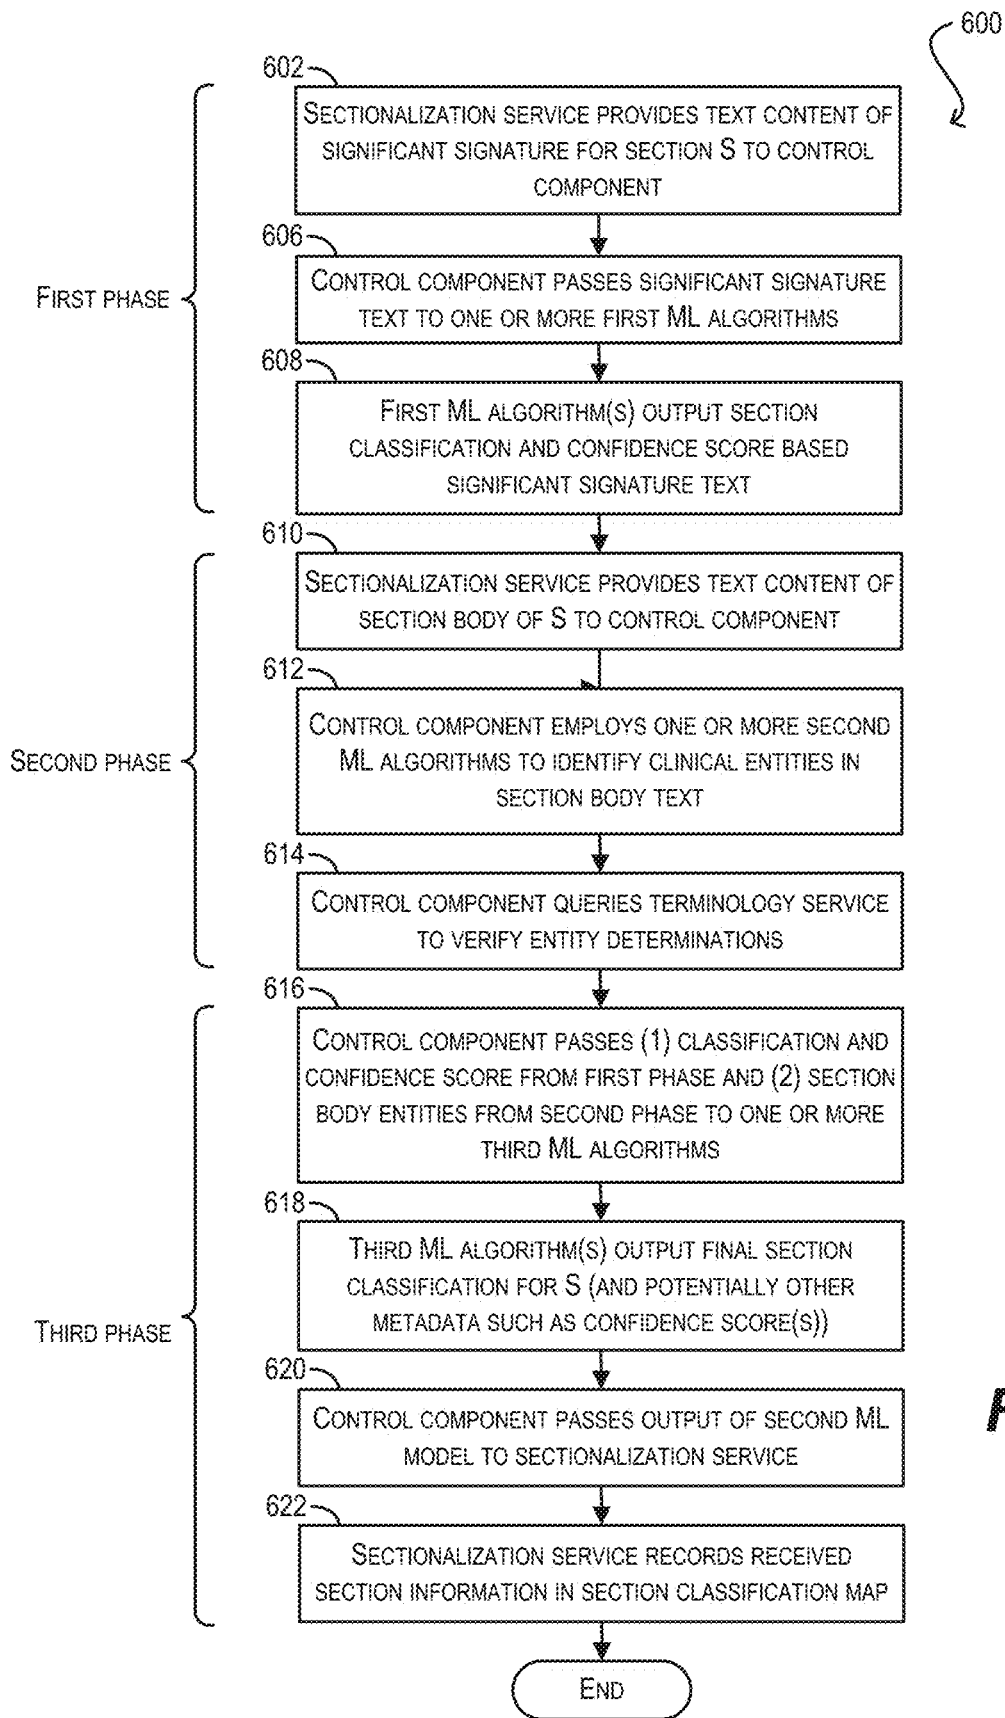 600
602
SECTIONALIZATION SERVICE PROVIDES TEXT CONTENT OF
SIGNIFICANT SIGNATURE FOR SECTION S TO CONTROL
COMPONENT
606
CONTROL COMPONENT PASSES SIGNIFICANT SIGNATURE
TEXT TO ONE OR MORE FIRST ML ALGORITHMS
FIRST PHASE
608
FIRST ML ALGORITHM(S) OUTPUT SECTION
CLASSIFICATION AND CONFIDENCE SCORE BASED
SIGNIFICANT SIGNATURE TEXT
610
SECTIONALIZATION SERVICE PROVIDES TEXT CONTENT OF
SECTION BODY OF S TO CONTROL COMPONENT
612
CONTROL COMPONENT EMPLOYS ONE OR MORE SECOND
ML ALGORITHMS TO IDENTIFY CLINICAL ENTITIES IN
SECTION BODY TEXT
SECOND PHASE
614
CONTROL COMPONENT QUERIES TERMINOLOGY SERVICE
TO VERIFY ENTITY DETERMINATIONS
616
CONTROL COMPONENT PASSES (1) CLASSIFICATION AND
CONFIDENCE SCORE FROM FIRST PHASE AND (2) SECTION
BODY ENTITIES FROM SECOND PHASE TO ONE OR MORE
THIRD ML ALGORITHMS
618
THIRD ML ALGORITHM(S) OUTPUT FINAL SECTION
CLASSIFICATION FOR S (AND POTENTIALLY OTHER
METADATA SUCH AS CONFIDENCE SCORE(S))
THIRD PHASE
620
CONTROL COMPONENT PASSES OUTPUT OF SECOND ML
MODEL TO SECTIONALIZATION SERVICE
622
SECTIONALIZATION SERVICE RECORDS RECEIVED
SECTION INFORMATION IN SECTION CLASSIFICATION MAP
END